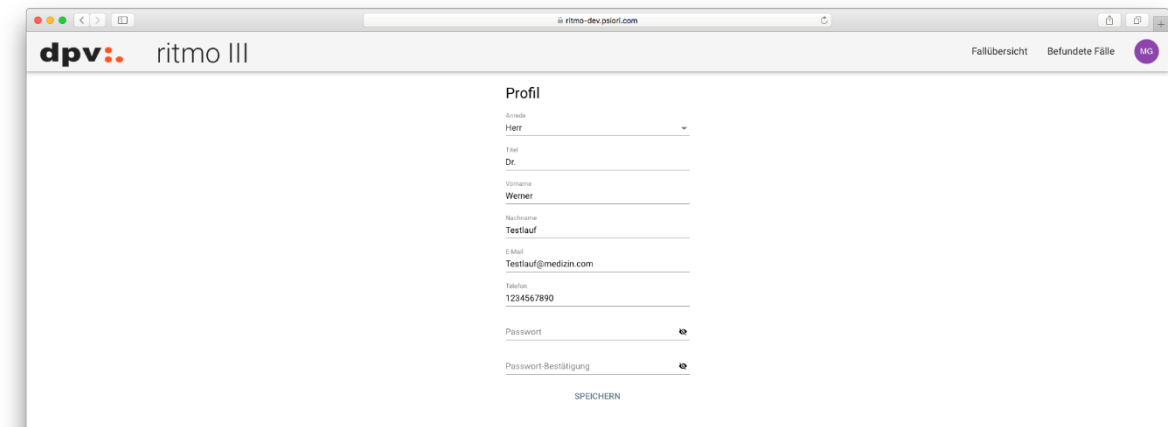 ritmo-dev.psiori.com
dpv:. ritmo III Fallübersicht Befundete Fälle MG
Profil
Anrede
Herr
Titel
Dr.
Vorname
Werner
Nachname
Testlauf
E-Mail
Testlauf@medizin.com
Telefon
1234567890
Passwort
Passwort-Bestätigung
SPEICHERN